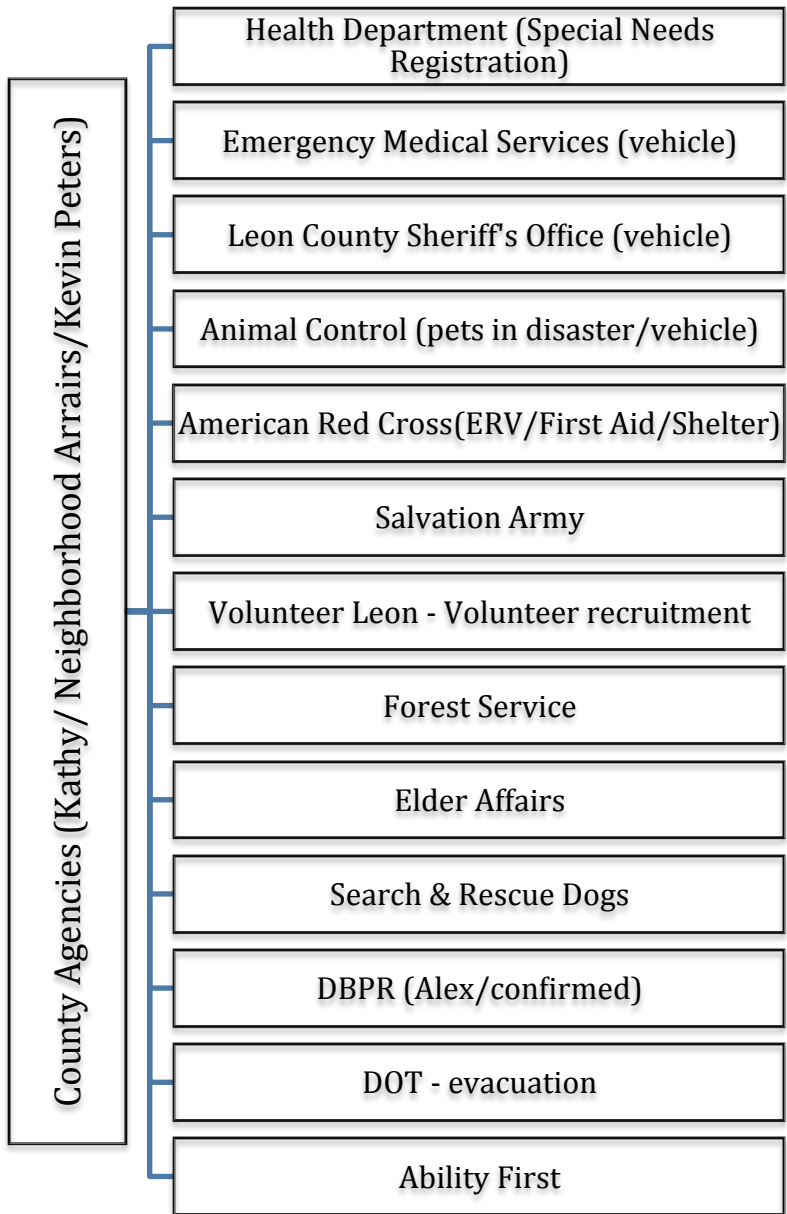 County Agencies (Kathy/ Neighborhood Arrairs/Kevin Peters)
Health Department (Special Needs
Registration)
Emergency Medical Services (vehicle)
Leon County Sheriff's Office (vehicle)
Animal Control (pets in disaster/vehicle)
American Red Cross(ERV/First Aid/Shelter)
Salvation Army
Volunteer Leon - Volunteer recruitment
Forest Service
Elder Affairs
Search & Rescue Dogs
DBPR (Alex/confirmed)
DOT - evacuation
Ability First